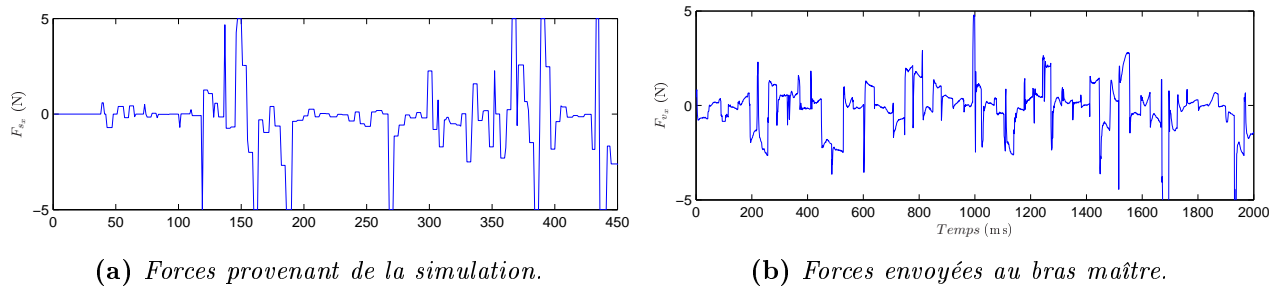 5
0
−5
F_{s_x} (N)
0 50 100 150 200 250 300 350 400 450
(a) Forces provenant de la simulation.
5
0
−5
F_{v_x} (N)
0 200 400 600 800 1000 1200 1400 1600 1800 2000
Temps (ms)
(b) Forces envoyées au bras maître.